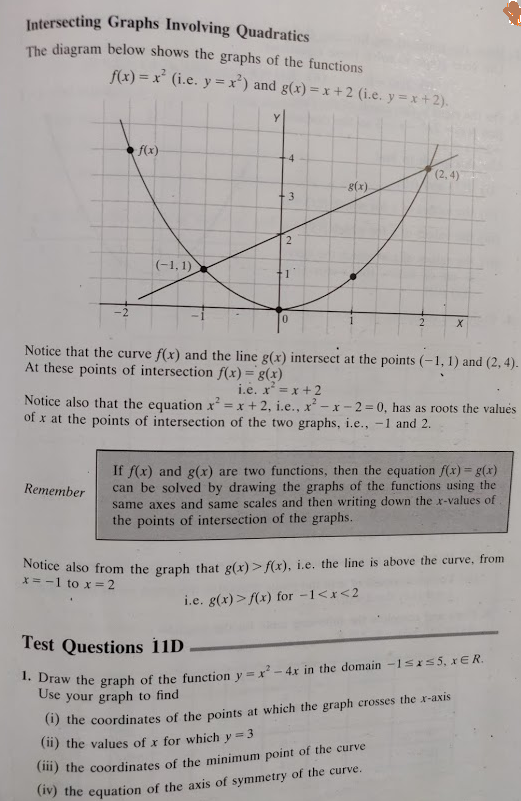 Intersecting Graphs Involving Quadratics
The diagram below shows the graphs of the functions
f(x) = x² (i.e. y = x²) and g(x) = x + 2 (i.e. y = x + 2).
Y
f(x)
4
(2, 4)
g(x)
3
2
(−1, 1)
1
−2
−1
0
1
2
X
Notice that the curve f(x) and the line g(x) intersect at the points (−1, 1) and (2, 4).
At these points of intersection f(x) = g(x)
i.e. x² = x + 2
Notice also that the equation x² = x + 2, i.e., x² − x − 2 = 0, has as roots the values
of x at the points of intersection of the two graphs, i.e., −1 and 2.
Remember
If f(x) and g(x) are two functions, then the equation f(x) = g(x)
can be solved by drawing the graphs of the functions using the
same axes and same scales and then writing down the x-values of
the points of intersection of the graphs.
Notice also from the graph that g(x) > f(x), i.e. the line is above the curve, from
x = −1 to x = 2
i.e. g(x) > f(x) for −1 < x < 2
Test Questions 11D
1. Draw the graph of the function y = x² − 4x in the domain −1 ≤ x ≤ 5, x ∈ R.
Use your graph to find
(i) the coordinates of the points at which the graph crosses the x-axis
(ii) the values of x for which y = 3
(iii) the coordinates of the minimum point of the curve
(iv) the equation of the axis of symmetry of the curve.